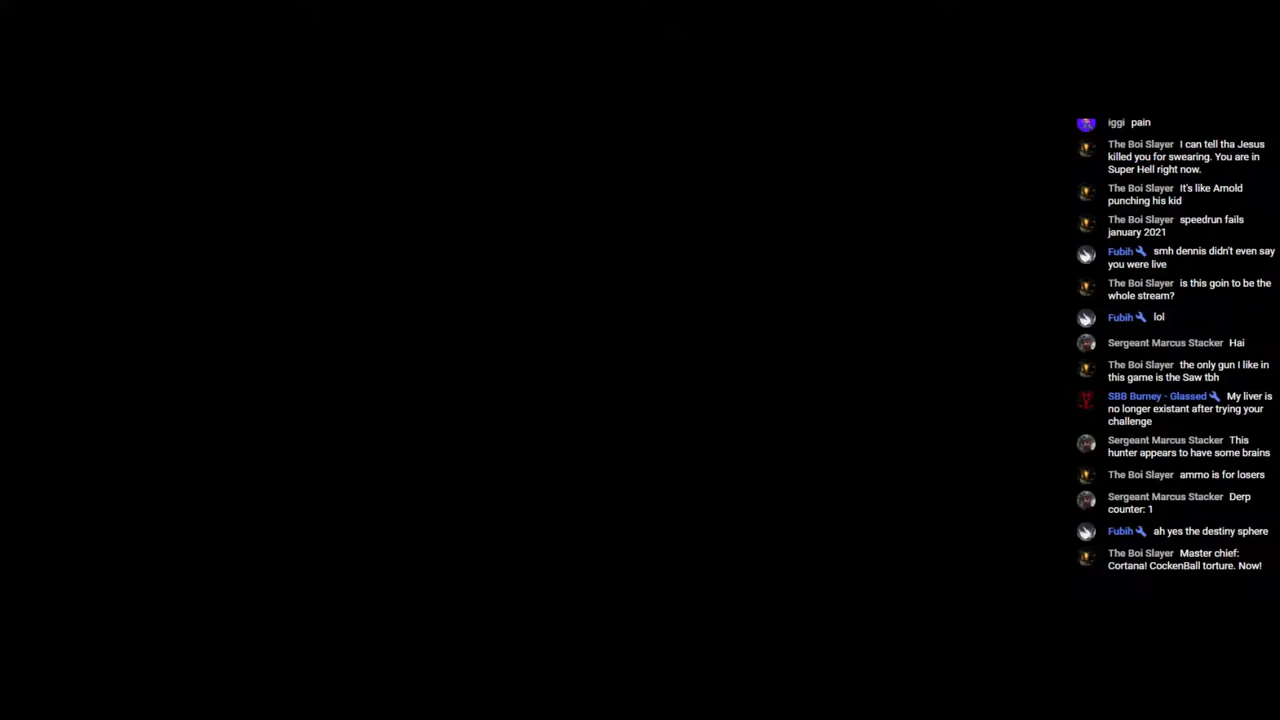 iggi pain
The Boi Slayer I can tell tha Jesus
killed you for swearing. You are in
Super Hell right now.
The Boi Slayer It's like Arnold
punching his kid
The Boi Slayer speedrun fails
january 2021
Fubih smh dennis didn't even say
you were live
The Boi Slayer is this goin to be the
whole stream?
Fubih lol
Sergeant Marcus Stacker Hai
The Boi Slayer the only gun I like in
this game is the Saw tbh
SBB Burney - Glassed My liver is
no longer existant after trying your
challenge
Sergeant Marcus Stacker This
hunter appears to have some brains
The Boi Slayer ammo is for losers
Sergeant Marcus Stacker Derp
counter: 1
Fubih ah yes the destiny sphere
The Boi Slayer Master chief:
Cortana! CockenBall torture. Now!